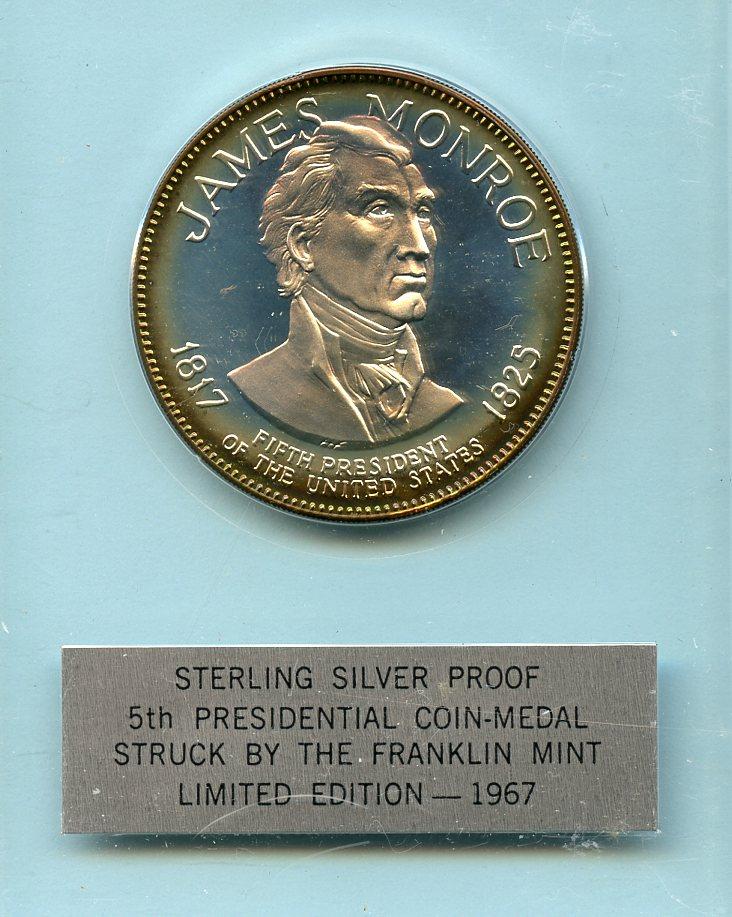 JAMES MONROE
1817 1825
FIFTH PRESIDENT
OF THE UNITED STATES
STERLING SILVER PROOF
5th PRESIDENTIAL COIN-MEDAL
STRUCK BY THE FRANKLIN MINT
LIMITED EDITION — 1967